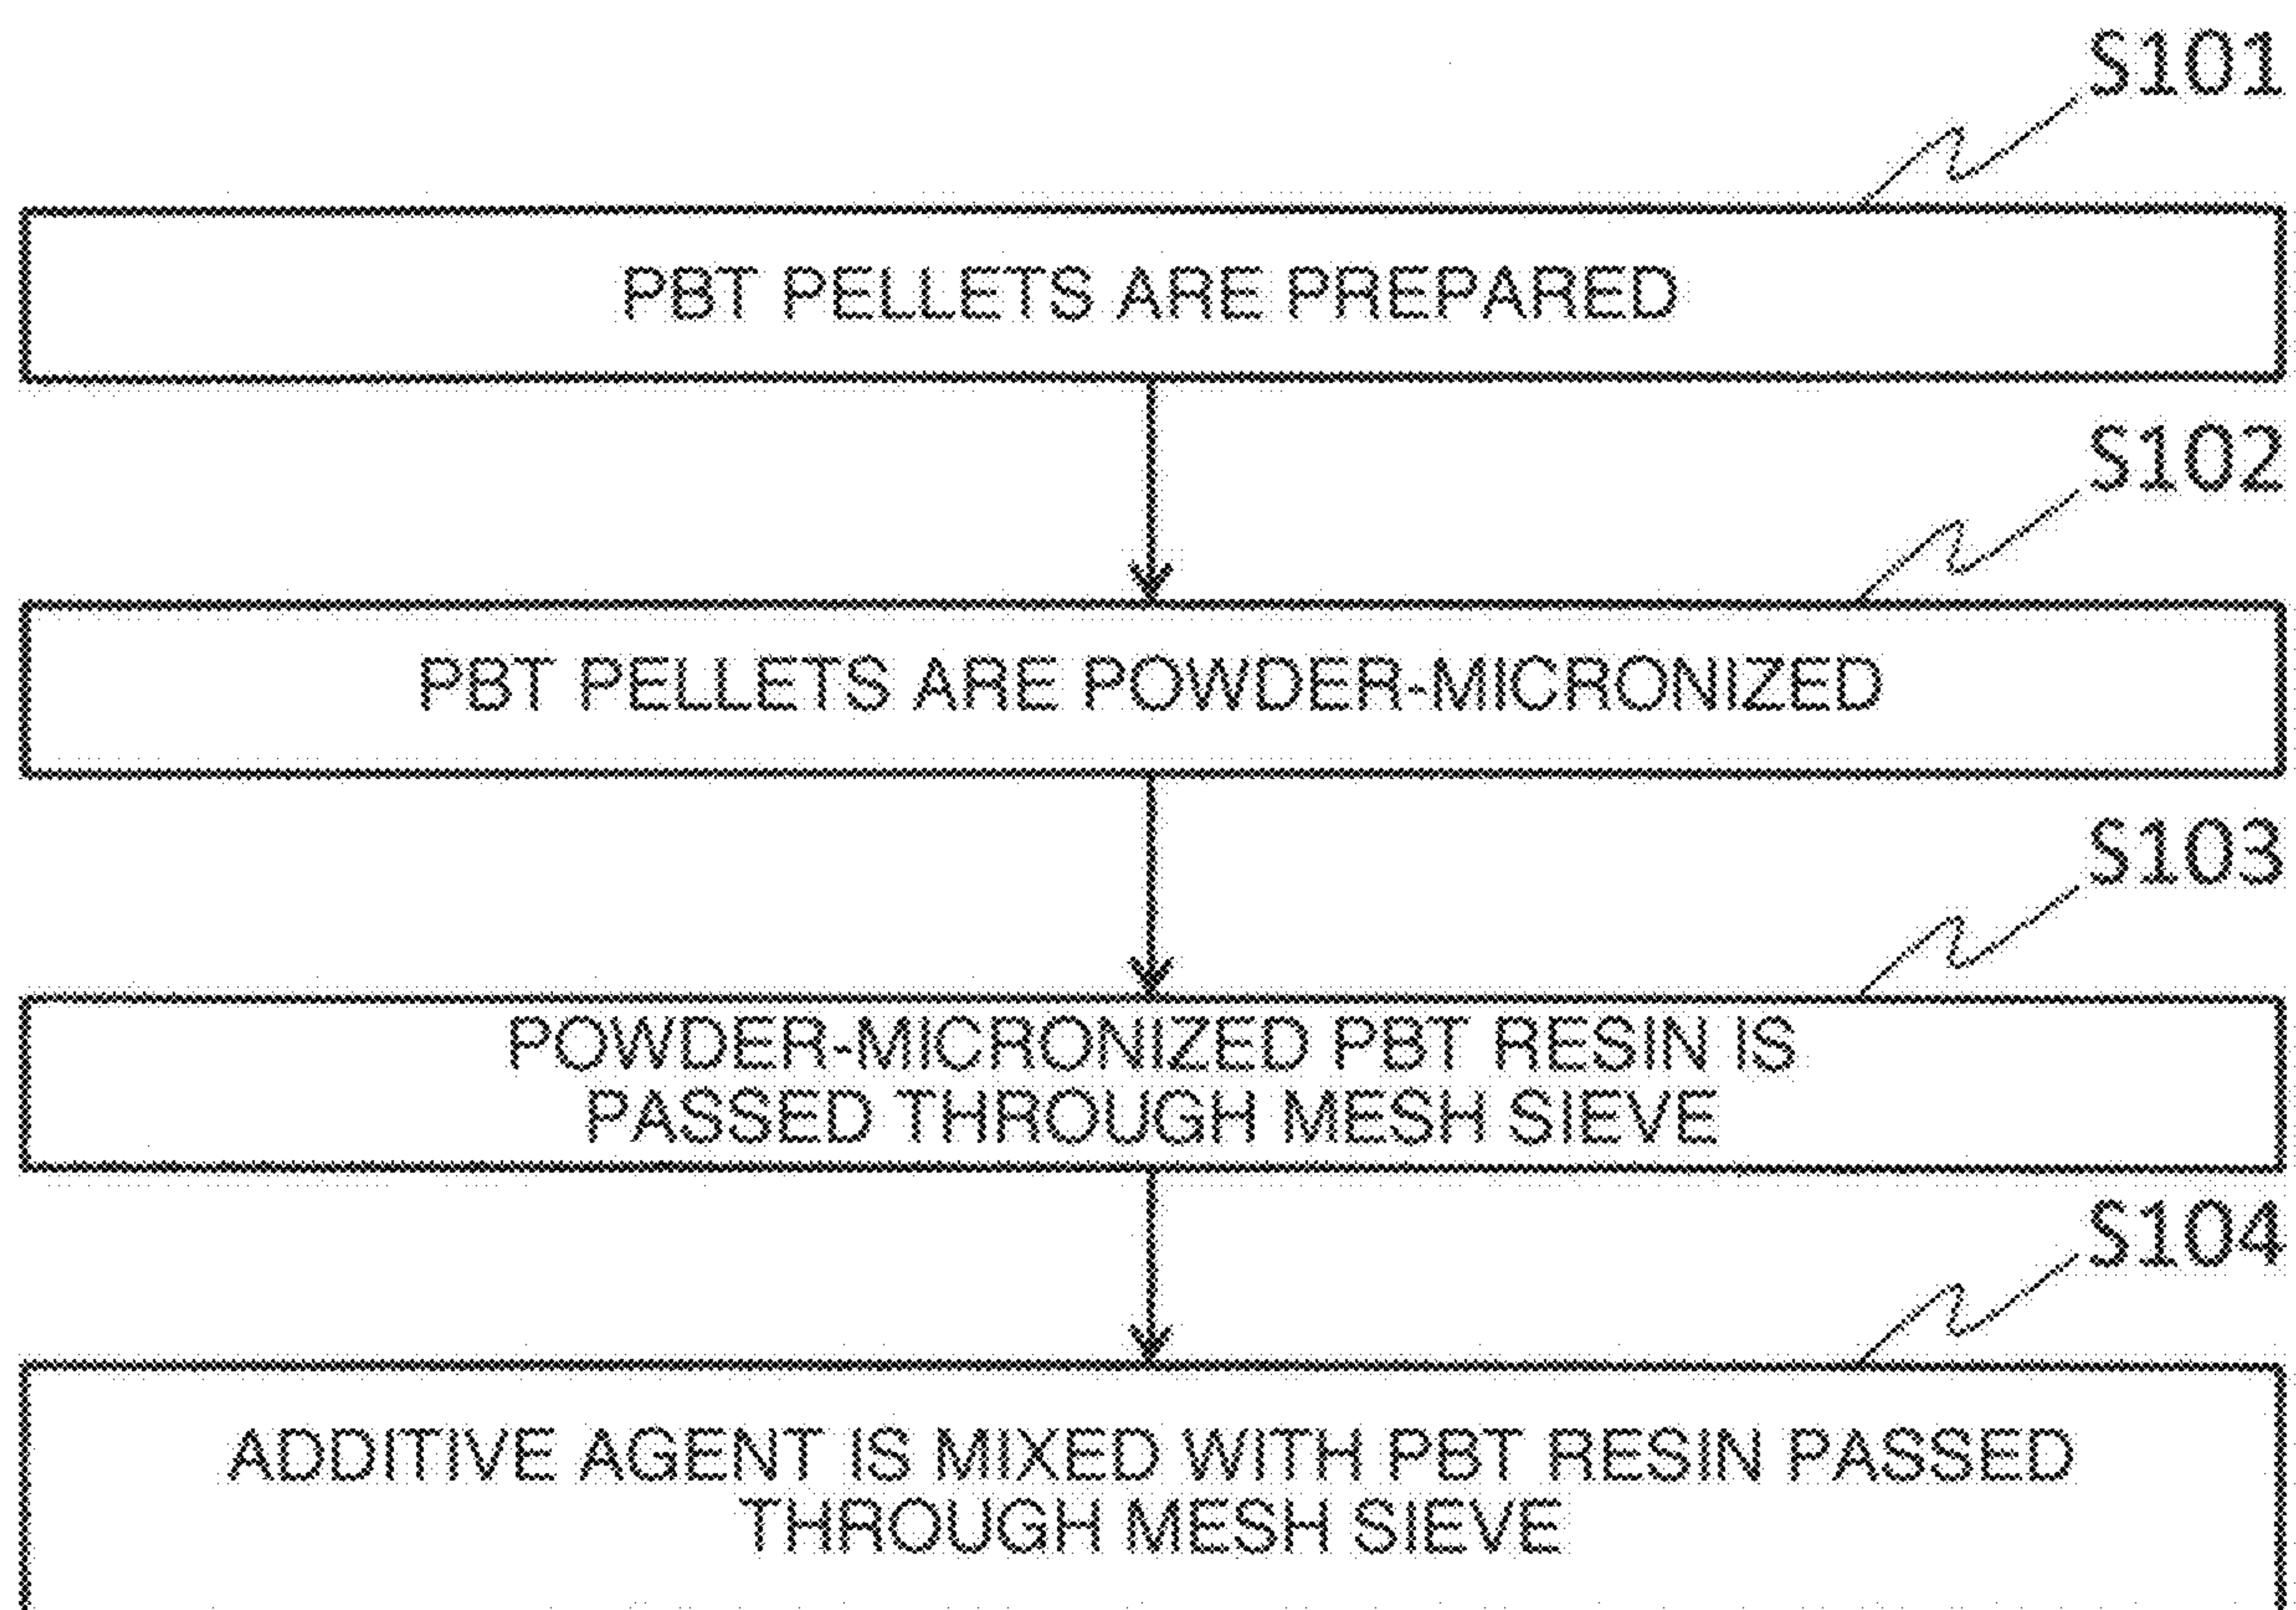 S101
PBT PELLETS ARE PREPARED
S102
PBT PELLETS ARE POWDER-MICRONIZED
S103
POWDER-MICRONIZED PBT RESIN IS
PASSED THROUGH MESH SIEVE
S104
ADDITIVE AGENT IS MIXED WITH PBT RESIN PASSED
THROUGH MESH SIEVE